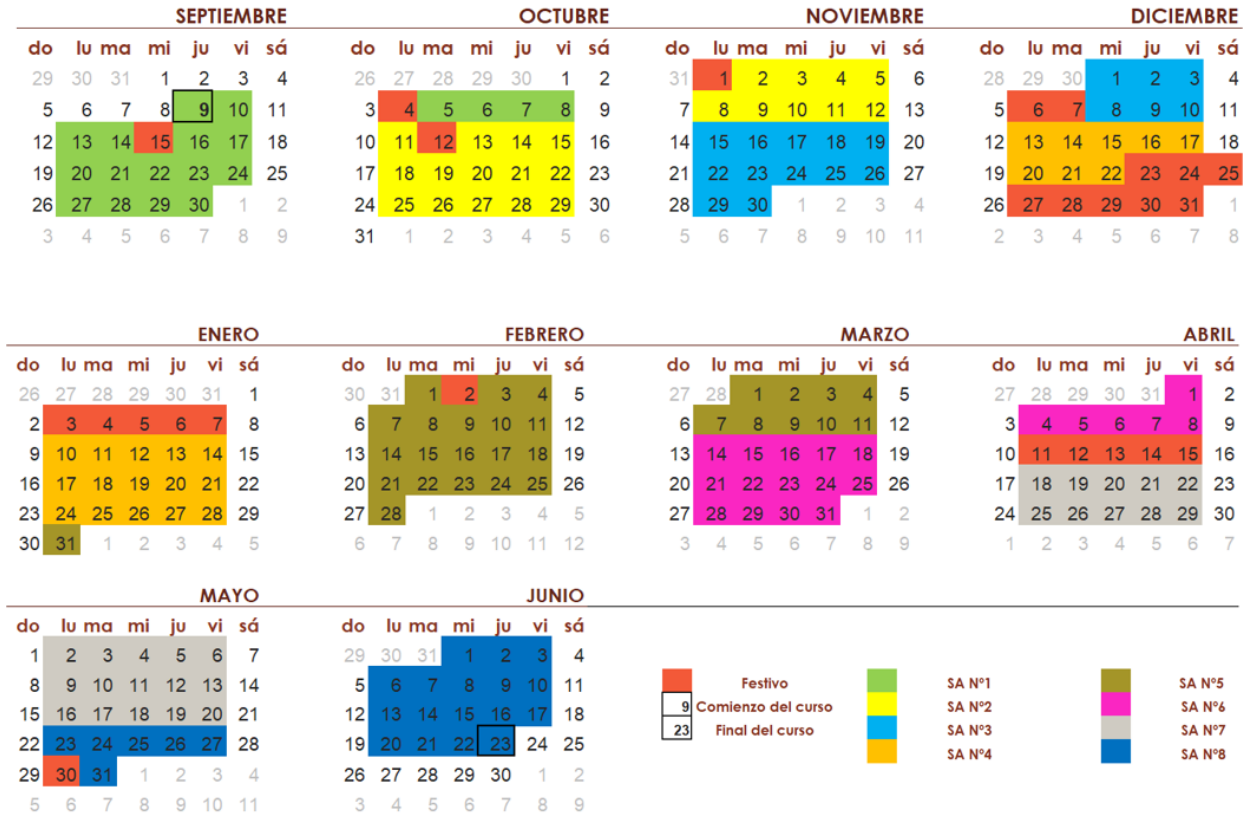 SEPTIEMBRE
do lu ma mi ju vi sá
29 30 31 1 2 3 4
5 6 7 8 9 10 11
12 13 14 15 16 17 18
19 20 21 22 23 24 25
26 27 28 29 30 1 2
3 4 5 6 7 8 9
OCTUBRE
do lu ma mi ju vi sá
26 27 28 29 30 1 2
3 4 5 6 7 8 9
10 11 12 13 14 15 16
17 18 19 20 21 22 23
24 25 26 27 28 29 30
31 1 2 3 4 5 6
NOVIEMBRE
do lu ma mi ju vi sá
31 1 2 3 4 5 6
7 8 9 10 11 12 13
14 15 16 17 18 19 20
21 22 23 24 25 26 27
28 29 30 1 2 3 4
5 6 7 8 9 10 11
DICIEMBRE
do lu ma mi ju vi sá
28 29 30 1 2 3 4
5 6 7 8 9 10 11
12 13 14 15 16 17 18
19 20 21 22 23 24 25
26 27 28 29 30 31 1
2 3 4 5 6 7 8
ENERO
do lu ma mi ju vi sá
26 27 28 29 30 31 1
2 3 4 5 6 7 8
9 10 11 12 13 14 15
16 17 18 19 20 21 22
23 24 25 26 27 28 29
30 31 1 2 3 4 5
FEBRERO
do lu ma mi ju vi sá
30 31 1 2 3 4 5
6 7 8 9 10 11 12
13 14 15 16 17 18 19
20 21 22 23 24 25 26
27 28 1 2 3 4 5
6 7 8 9 10 11 12
MARZO
do lu ma mi ju vi sá
27 28 1 2 3 4 5
6 7 8 9 10 11 12
13 14 15 16 17 18 19
20 21 22 23 24 25 26
27 28 29 30 31 1 2
3 4 5 6 7 8 9
ABRIL
do lu ma mi ju vi sá
27 28 29 30 31 1 2
3 4 5 6 7 8 9
10 11 12 13 14 15 16
17 18 19 20 21 22 23
24 25 26 27 28 29 30
1 2 3 4 5 6 7
MAYO
do lu ma mi ju vi sá
1 2 3 4 5 6 7
8 9 10 11 12 13 14
15 16 17 18 19 20 21
22 23 24 25 26 27 28
29 30 31 1 2 3 4
5 6 7 8 9 10 11
JUNIO
do lu ma mi ju vi sá
29 30 31 1 2 3 4
5 6 7 8 9 10 11
12 13 14 15 16 17 18
19 20 21 22 23 24 25
26 27 28 29 30 1 2
3 4 5 6 7 8 9
Festivo
9 Comienzo del curso
23 Final del curso
SA Nº1
SA Nº2
SA Nº3
SA Nº4
SA Nº5
SA Nº6
SA Nº7
SA Nº8